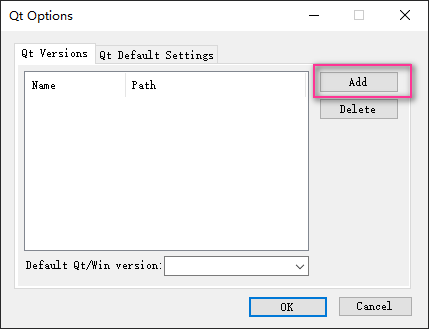 Qt Options
Qt Versions
Qt Default Settings
Name
Path
Add
Delete
Default Qt/Win version:
OK
Cancel